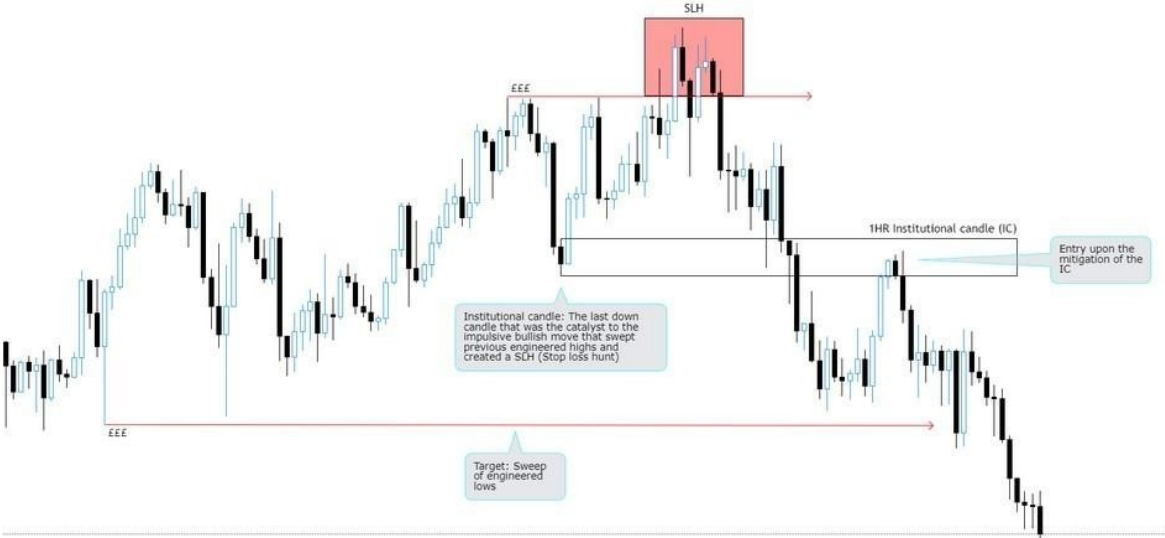 SLH
£££
1HR Institutional candle (IC)
Entry upon the
mitigation of the
IC
Institutional candle: The last down
candle that was the catalyst to the
impulsive bullish move that swept
previous engineered highs and
created a SLH (Stop loss hunt)
£££
Target: Sweep
of engineered
lows